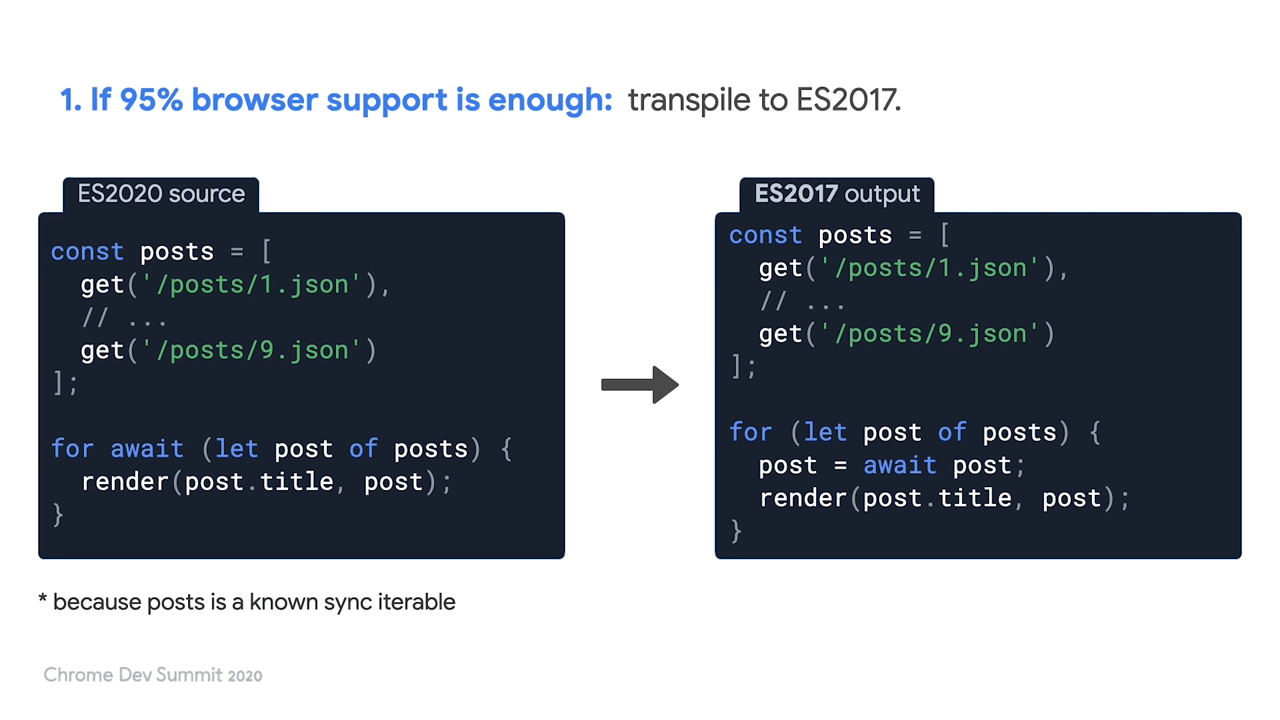 1. If 95% browser support is enough: transpile to ES2017.
ES2020 source
const posts = [
  get('/posts/1.json'),
  // ...
  get('/posts/9.json')
];
for await (let post of posts) {
  render(post.title, post);
}
* because posts is a known sync iterable
ES2017 output
const posts = [
  get('/posts/1.json'),
  // ...
  get('/posts/9.json')
];
for (let post of posts) {
  post = await post;
  render(post.title, post);
}
Chrome Dev Summit 2020